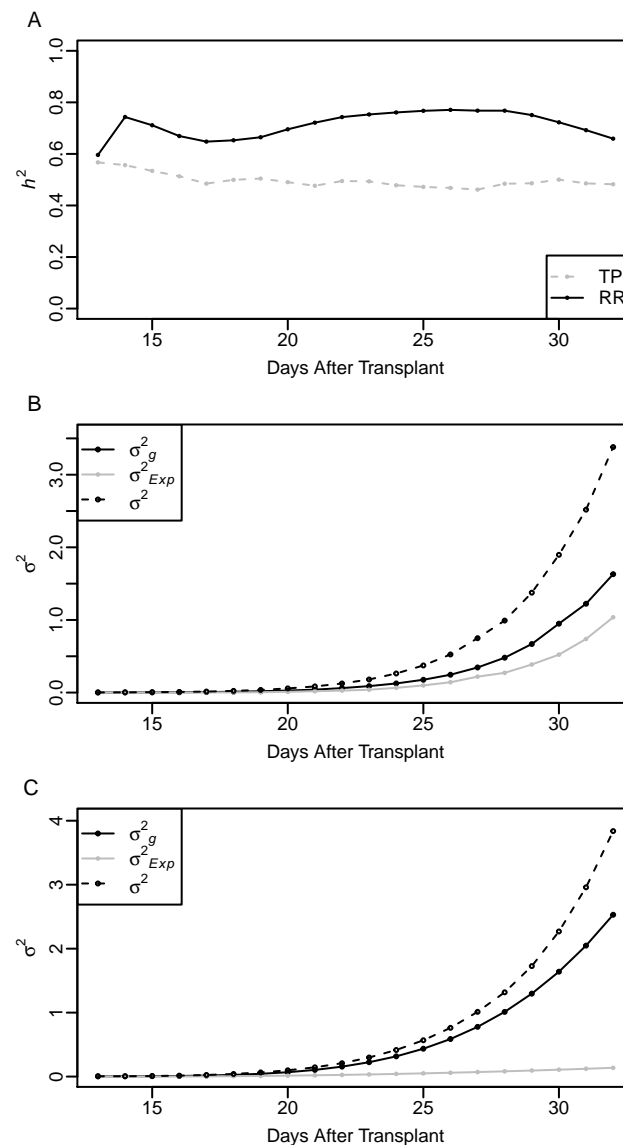 A
1.0
0.8
0.6
0.4
0.2
0.0
h²
TP
RR
15 20 25 30
Days After Transplant
B
σ²g
σ²Exp
σ²
3.0
2.0
1.0
0.0
σ²
15 20 25 30
Days After Transplant
C
σ²g
σ²Exp
σ²
4
3
2
1
0
σ²
15 20 25 30
Days After Transplant